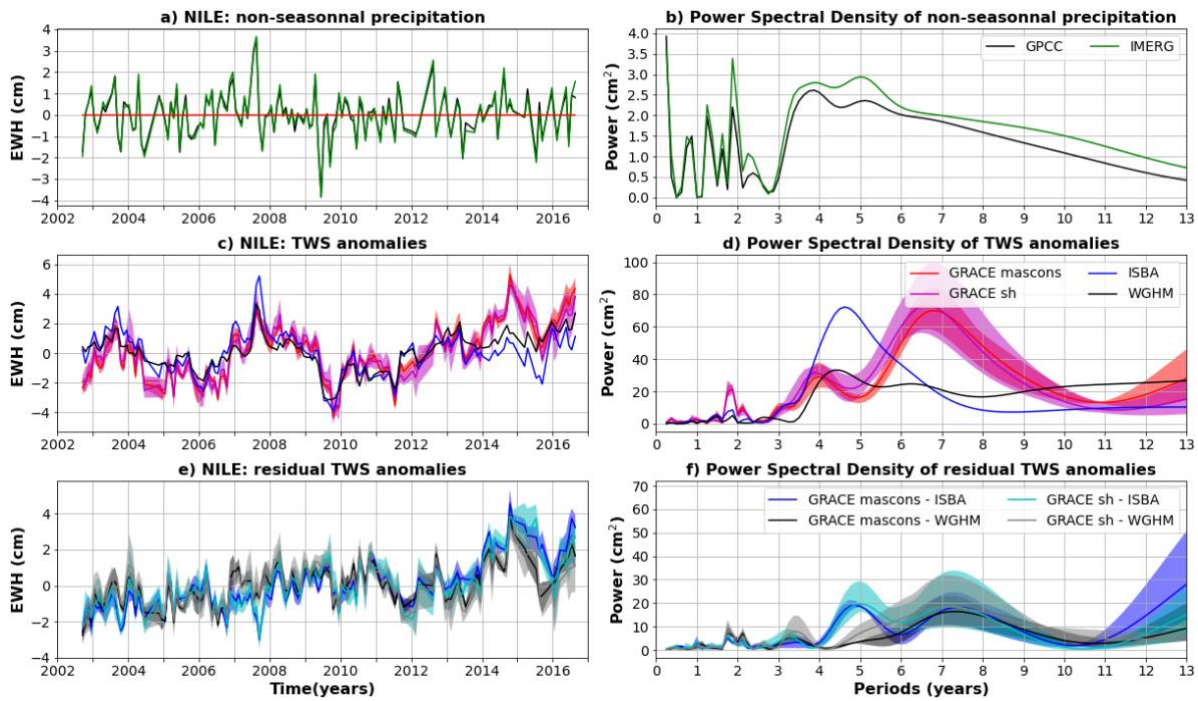 a) NILE: non-seasonnal precipitation
EWH (cm)
4
3
2
1
0
−1
−2
−3
−4
2002 2004 2006 2008 2010 2012 2014 2016
b) Power Spectral Density of non-seasonnal precipitation
GPCC IMERG
Power (cm²)
4.0
3.5
3.0
2.5
2.0
1.5
1.0
0.5
0.0
0 1 2 3 4 5 6 7 8 9 10 11 12 13
c) NILE: TWS anomalies
EWH (cm)
6
4
2
0
−2
−4
2002 2004 2006 2008 2010 2012 2014 2016
d) Power Spectral Density of TWS anomalies
GRACE mascons ISBA
GRACE sh WGHM
Power (cm²)
100
80
60
40
20
0
0 1 2 3 4 5 6 7 8 9 10 11 12 13
e) NILE: residual TWS anomalies
EWH (cm)
4
2
0
−2
−4
2002 2004 2006 2008 2010 2012 2014 2016
Time(years)
f) Power Spectral Density of residual TWS anomalies
GRACE mascons - ISBA GRACE sh - ISBA
GRACE mascons - WGHM GRACE sh - WGHM
Power (cm²)
70
60
50
40
30
20
10
0
0 1 2 3 4 5 6 7 8 9 10 11 12 13
Periods (years)